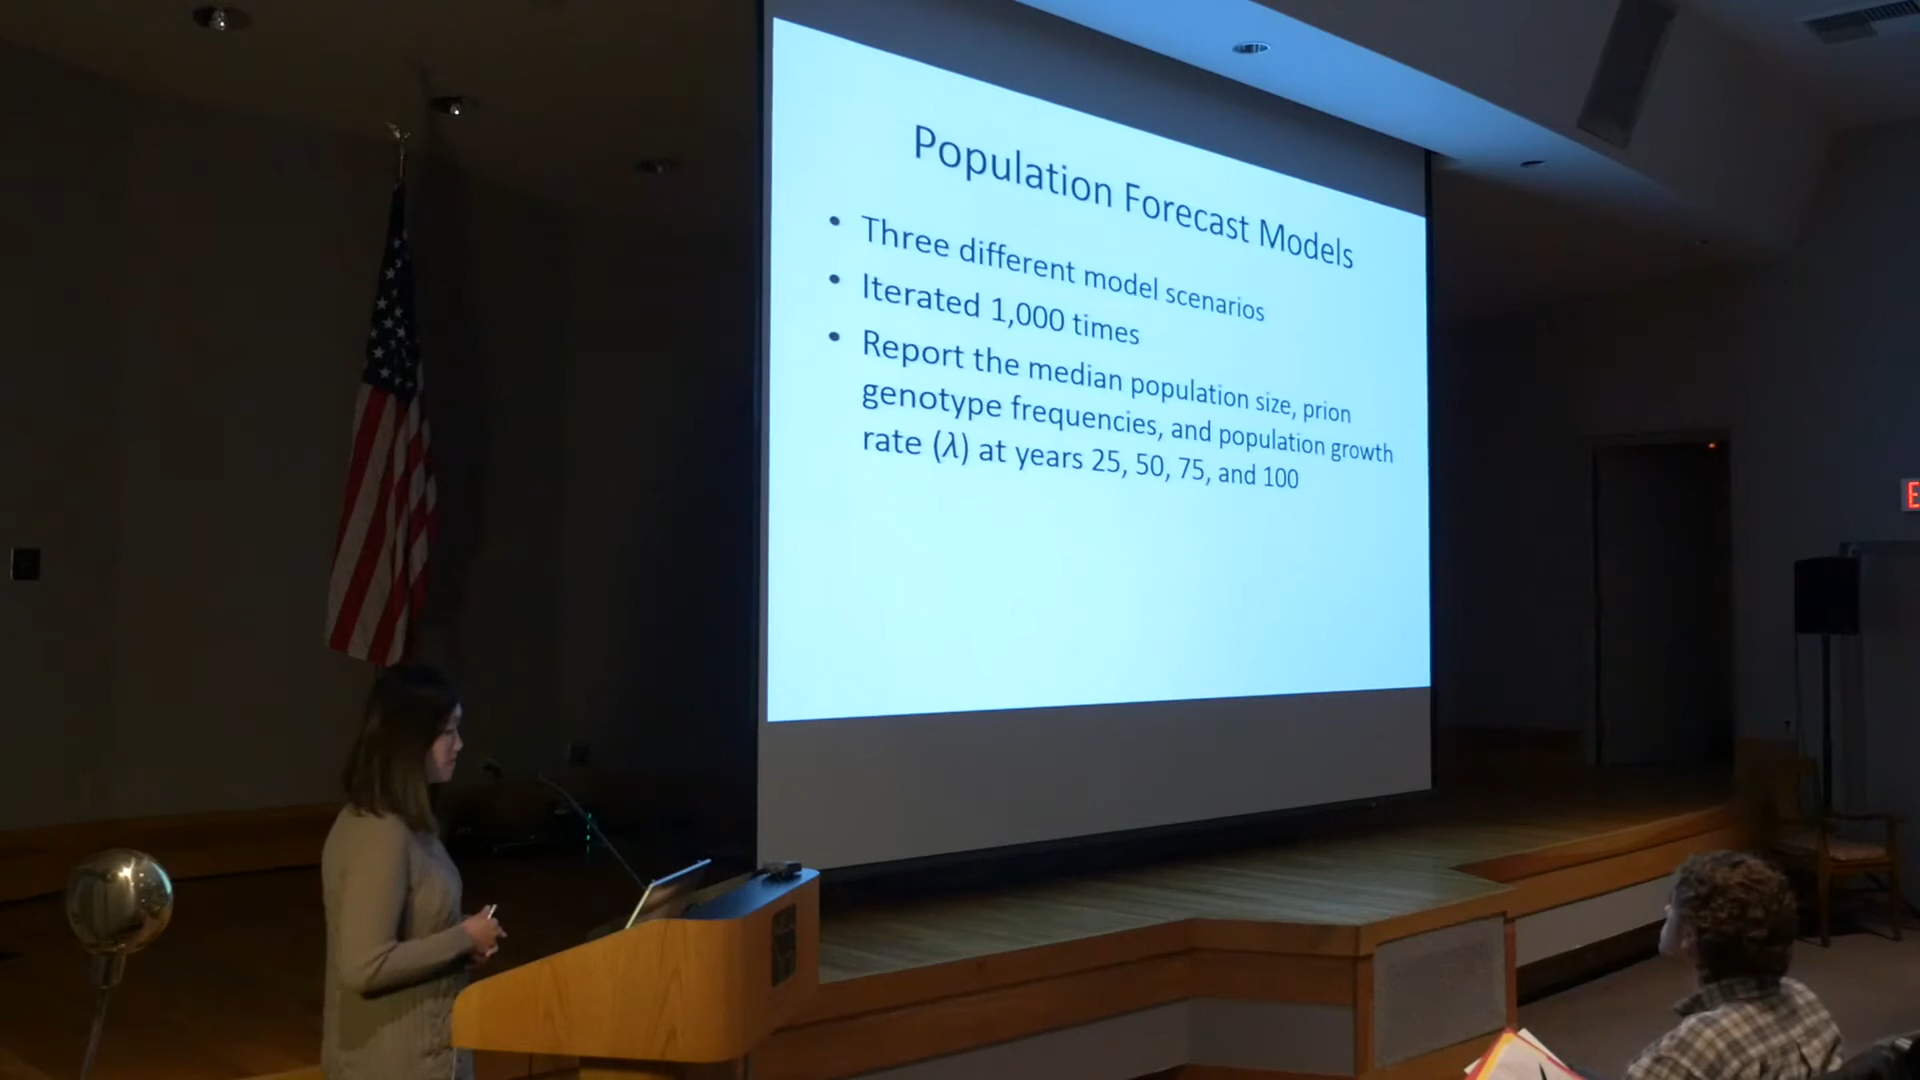 Population Forecast Models
• Three different model scenarios
• Iterated 1,000 times
• Report the median population size, prion
genotype frequencies, and population growth
rate (λ) at years 25, 50, 75, and 100
E